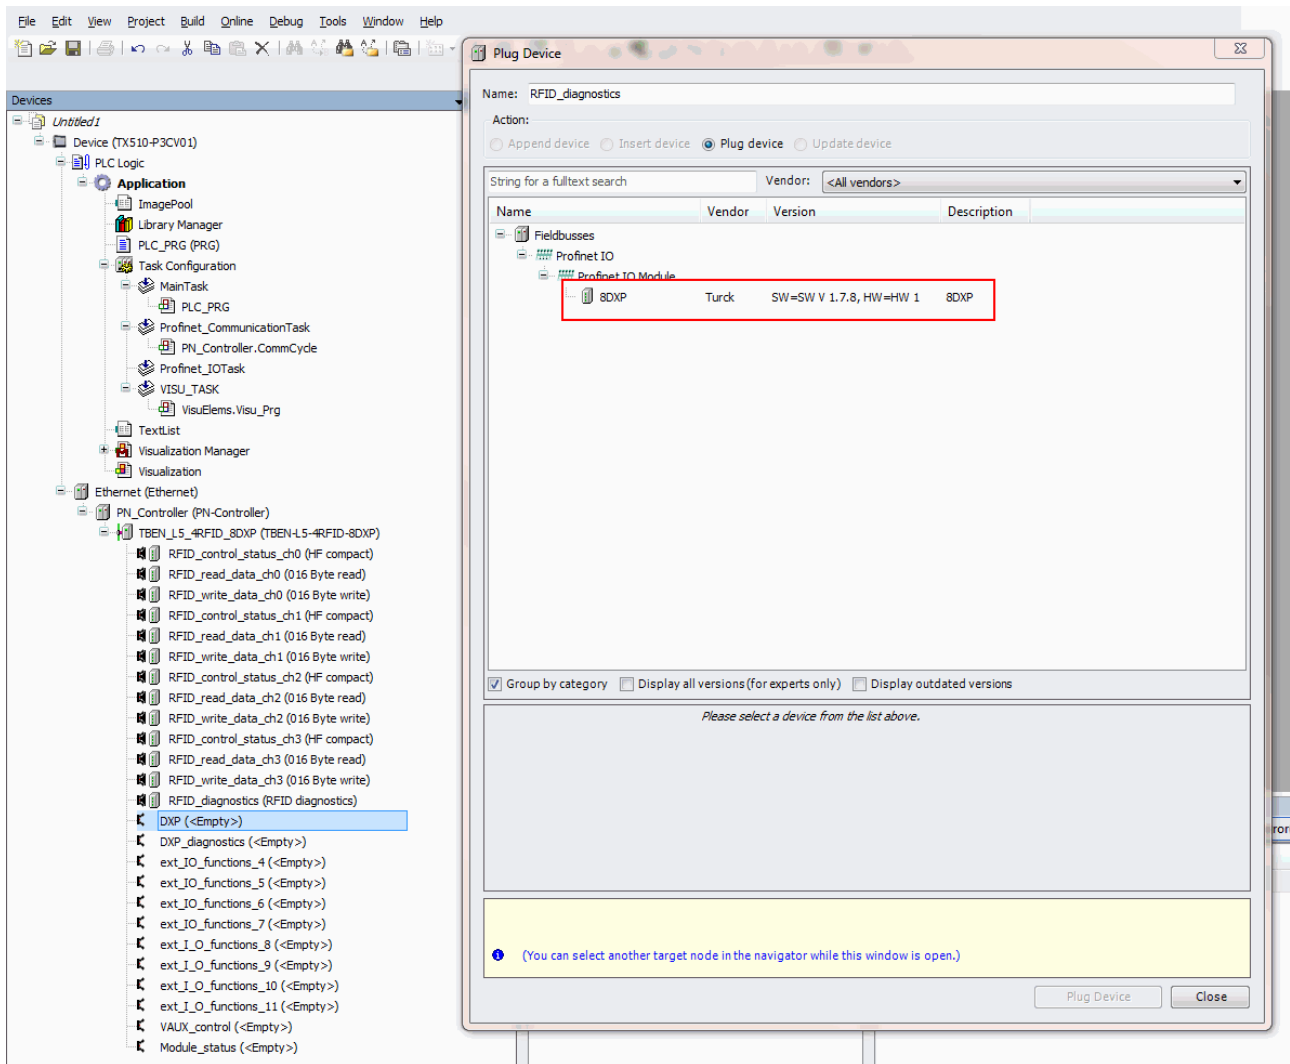 File Edit View Project Build Online Debug Tools Window Help
Devices
Untitled1
Device (TX510-P3CV01)
PLC Logic
Application
ImagePool
Library Manager
PLC_PRG (PRG)
Task Configuration
MainTask
PLC_PRG
Profinet_CommunicationTask
PN_Controller.CommCycle
Profinet_IOTask
VISU_TASK
VisuElems.Visu_Prg
TextList
Visualization Manager
Visualization
Ethernet (Ethernet)
PN_Controller (PN-Controller)
TBEN_L5_4RFID_8DXP (TBEN-L5-4RFID-8DXP)
RFID_control_status_ch0 (HF compact)
RFID_read_data_ch0 (016 Byte read)
RFID_write_data_ch0 (016 Byte write)
RFID_control_status_ch1 (HF compact)
RFID_read_data_ch1 (016 Byte read)
RFID_write_data_ch1 (016 Byte write)
RFID_control_status_ch2 (HF compact)
RFID_read_data_ch2 (016 Byte read)
RFID_write_data_ch2 (016 Byte write)
RFID_control_status_ch3 (HF compact)
RFID_read_data_ch3 (016 Byte read)
RFID_write_data_ch3 (016 Byte write)
RFID_diagnostics (RFID diagnostics)
DXP (<Empty>)
DXP_diagnostics (<Empty>)
ext_IO_functions_4 (<Empty>)
ext_IO_functions_5 (<Empty>)
ext_IO_functions_6 (<Empty>)
ext_IO_functions_7 (<Empty>)
ext_I_O_functions_8 (<Empty>)
ext_I_O_functions_9 (<Empty>)
ext_I_O_functions_10 (<Empty>)
ext_I_O_functions_11 (<Empty>)
VAUX_control (<Empty>)
Module_status (<Empty>)
Plug Device
Name: RFID_diagnostics
Action:
Append device Insert device Plug device Update device
String for a fulltext search Vendor: <All vendors>
Name Vendor Version Description
Fieldbusses
Profinet IO
Profinet IO Module
8DXP Turck SW=SW V 1.7.8, HW=HW 1 8DXP
Group by category Display all versions (for experts only) Display outdated versions
Please select a device from the list above.
(You can select another target node in the navigator while this window is open.)
Plug Device Close